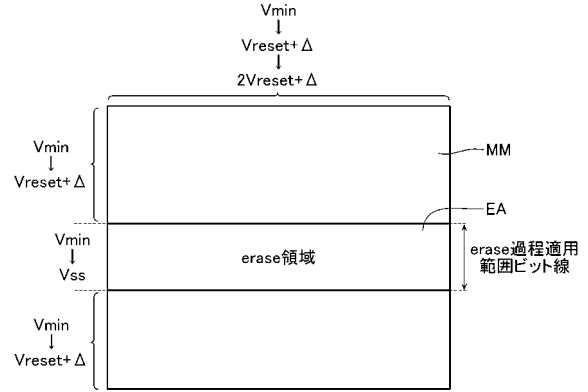 Vmin
↓
Vreset+Δ
↓
2Vreset+Δ
Vmin
↓
Vreset+Δ
MM
EA
Vmin
↓
Vss
erase領域
erase過程適用
範囲ビット線
Vmin
↓
Vreset+Δ